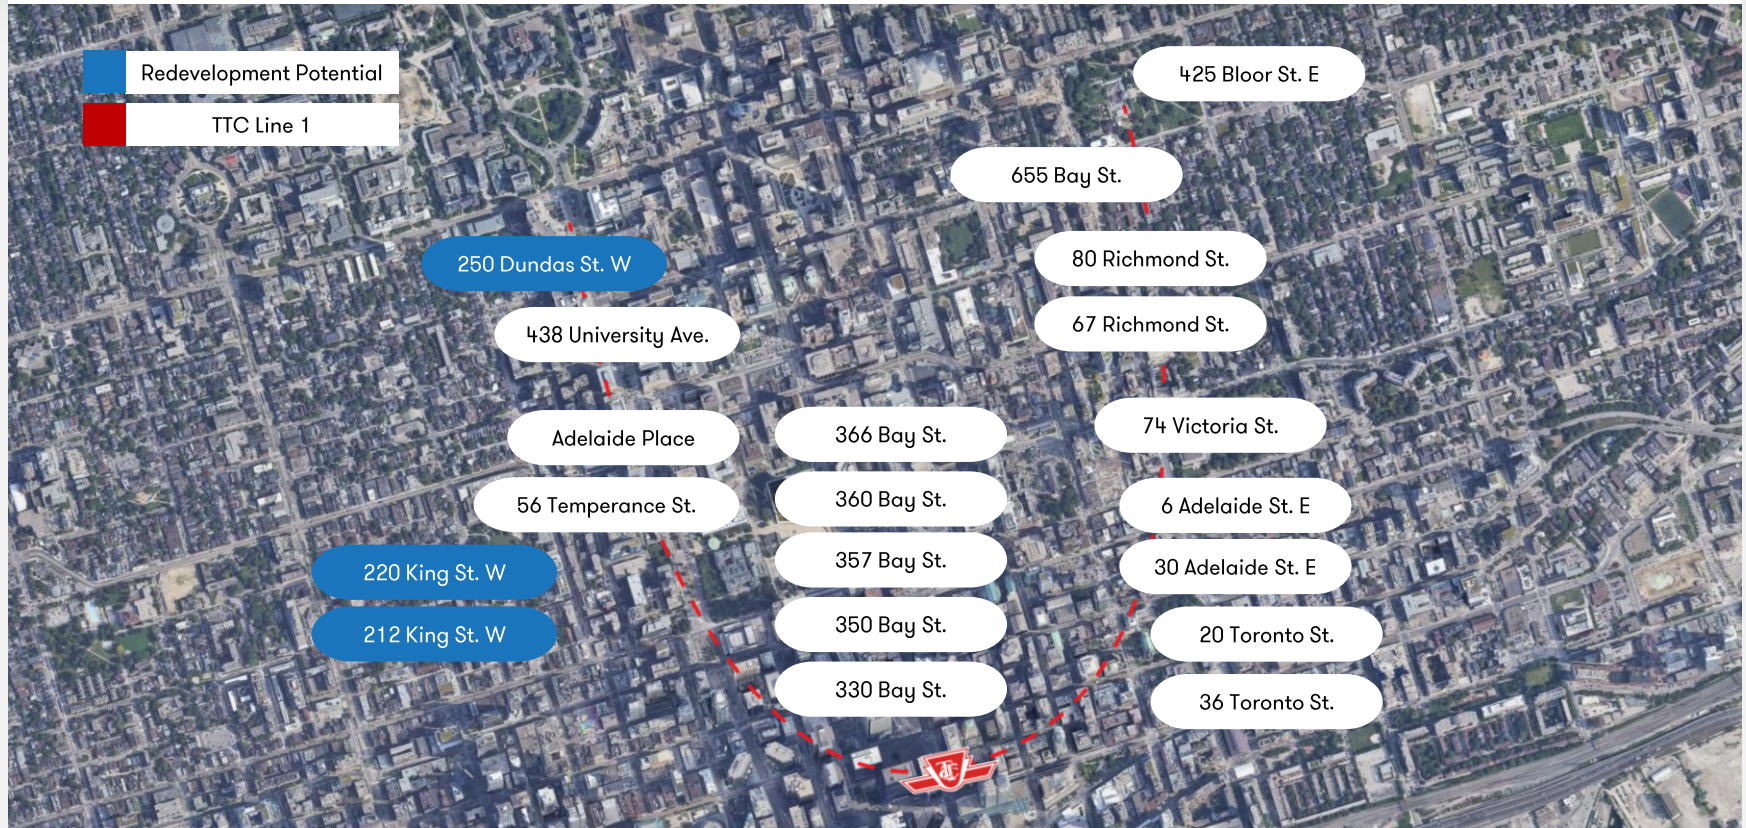 Redevelopment Potential
TTC Line 1
425 Bloor St. E
655 Bay St.
80 Richmond St.
67 Richmond St.
250 Dundas St. W
438 University Ave.
Adelaide Place
56 Temperance St.
220 King St. W
212 King St. W
366 Bay St.
360 Bay St.
357 Bay St.
350 Bay St.
330 Bay St.
74 Victoria St.
6 Adelaide St. E
30 Adelaide St. E
20 Toronto St.
36 Toronto St.
TTC